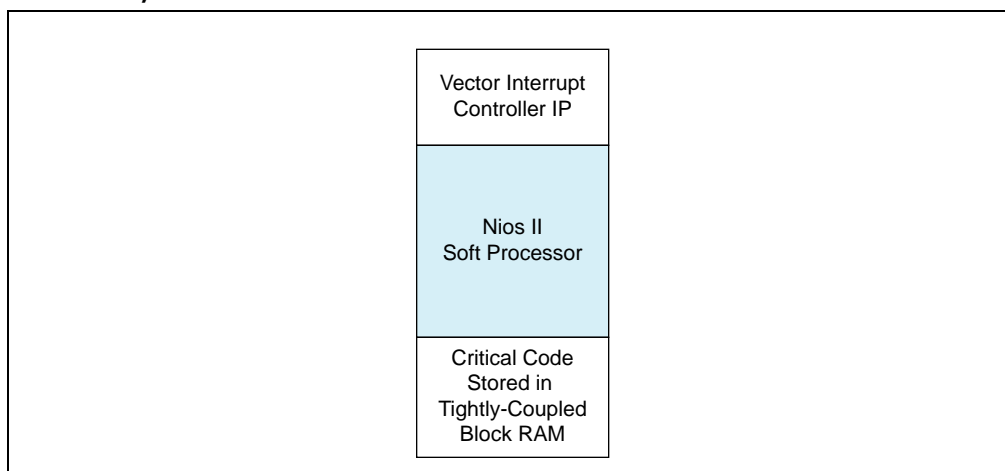 Vector Interrupt
Controller IP
Nios II
Soft Processor
Critical Code
Stored in
Tightly-Coupled
Block RAM